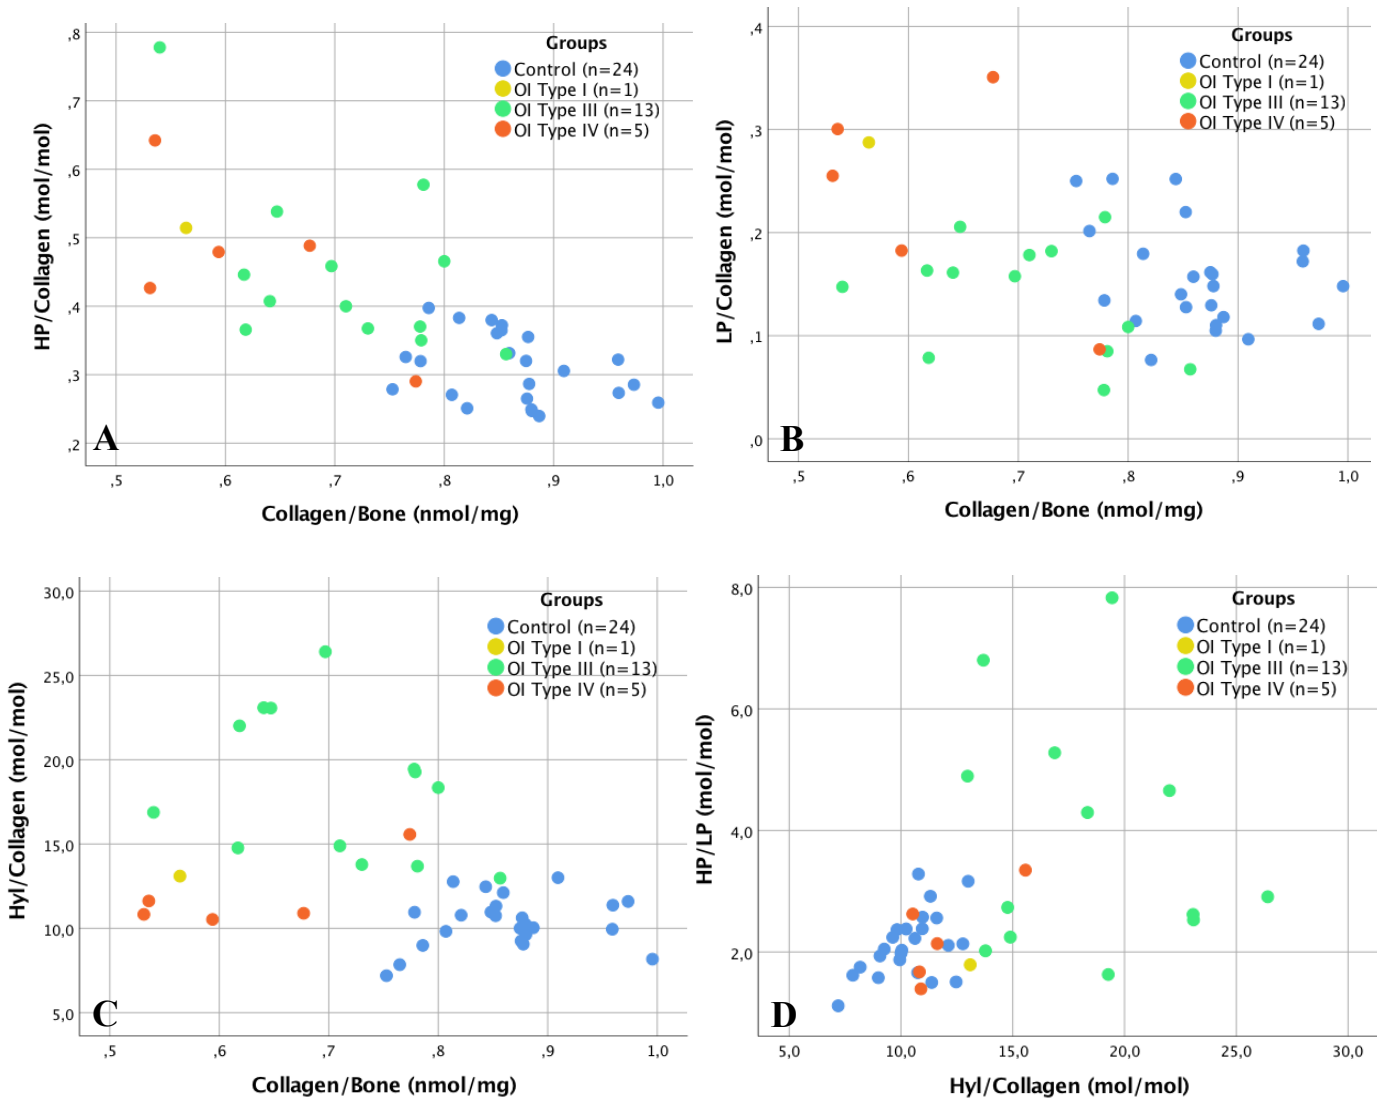 Groups
Control (n=24)
OI Type I (n=1)
OI Type III (n=13)
OI Type IV (n=5)
,8
,7
,6
,5
,4
,3
,2
HP/Collagen (mol/mol)
A
,5 ,6 ,7 ,8 ,9 1,0
Collagen/Bone (nmol/mg)
Groups
Control (n=24)
OI Type I (n=1)
OI Type III (n=13)
OI Type IV (n=5)
,4
,3
,2
,1
,0
LP/Collagen (mol/mol)
B
,5 ,6 ,7 ,8 ,9 1,0
Collagen/Bone (nmol/mg)
Groups
Control (n=24)
OI Type I (n=1)
OI Type III (n=13)
OI Type IV (n=5)
30,0
25,0
20,0
15,0
10,0
5,0
Hyl/Collagen (mol/mol)
C
,5 ,6 ,7 ,8 ,9 1,0
Collagen/Bone (nmol/mg)
Groups
Control (n=24)
OI Type I (n=1)
OI Type III (n=13)
OI Type IV (n=5)
8,0
6,0
4,0
2,0
HP/LP (mol/mol)
D
5,0 10,0 15,0 20,0 25,0 30,0
Hyl/Collagen (mol/mol)